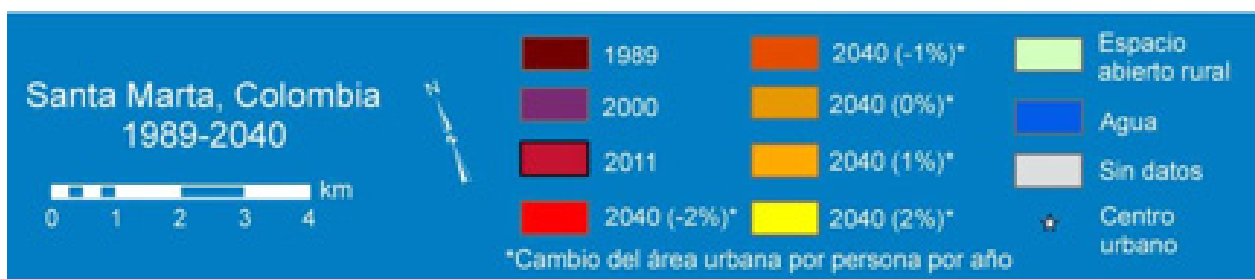 Santa Marta, Colombia
1989-2040
km
0 1 2 3 4
N
1989
2000
2011
2040 (-2%)*
2040 (-1%)*
2040 (0%)*
2040 (1%)*
2040 (2%)*
*Cambio del área urbana por persona por año
Espacio
abierto rural
Agua
Sin datos
Centro
urbano